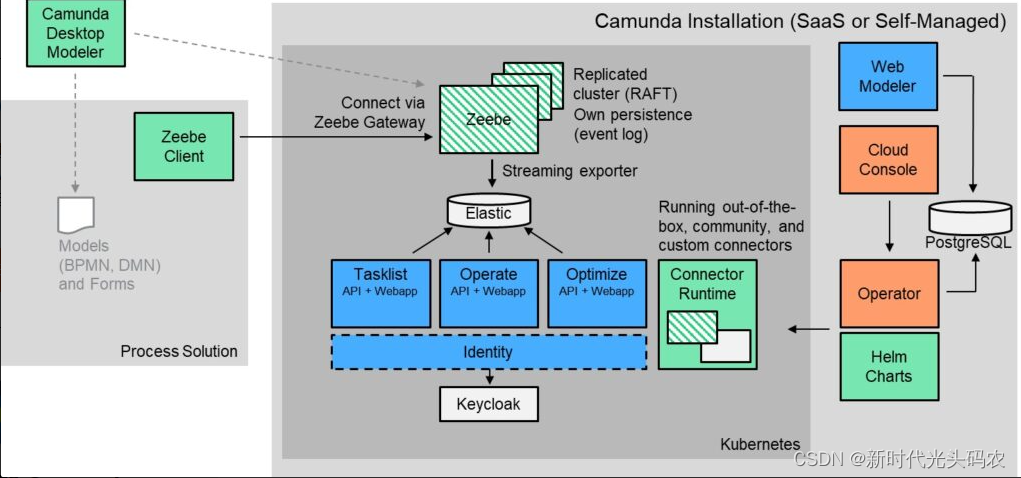 Camunda
Desktop
Modeler
Camunda Installation (SaaS or Self-Managed)
Zeebe
Client
Connect via
Zeebe Gateway
Zeebe
Replicated
cluster (RAFT)
Own persistence
(event log)
Streaming exporter
Elastic
Web
Modeler
Cloud
Console
PostgreSQL
Models
(BPMN, DMN)
and Forms
Process Solution
Tasklist
API + Webapp
Operate
API + Webapp
Optimize
API + Webapp
Running out-of-the-
box, community, and
custom connectors
Connector
Runtime
Operator
Helm
Charts
Identity
Keycloak
Kubernetes
CSDN @新时代光头码农